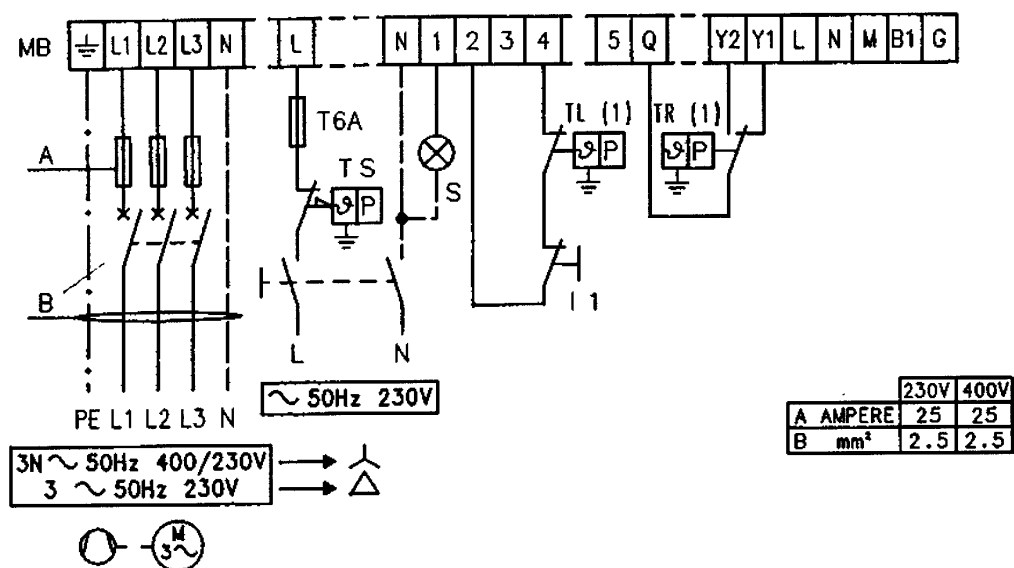 MB ⏚ L1 L2 L3 N L N 1 2 3 4 5 Q Y2 Y1 L N M B1 G
T6A
TL (1) TR (1)
A
TS
ϑ P
ϑ P
ϑ P
S
B
I1
L N
∼ 50Hz 230V
PE L1 L2 L3 N
230V 400V
A AMPERE 25 25
B mm² 2.5 2.5
3N ∼ 50Hz 400/230V
3 ∼ 50Hz 230V
M
3∼